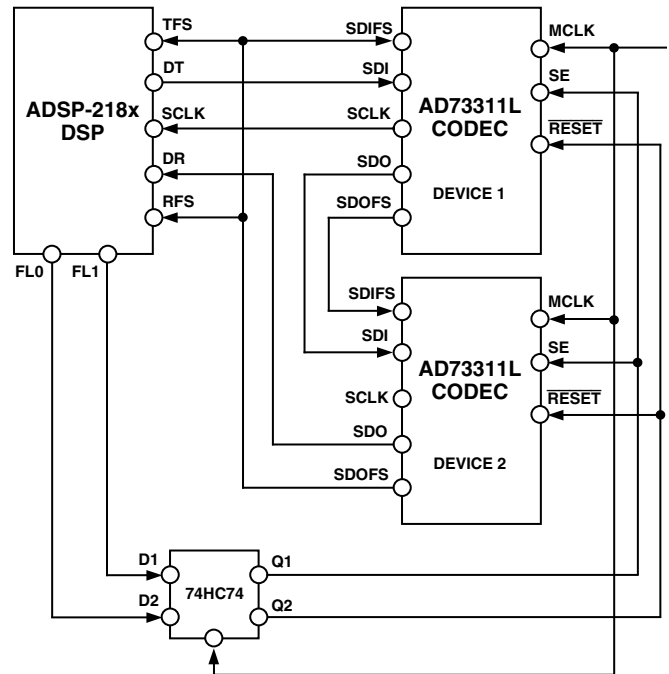 TFS
DT
SCLK
DR
RFS
ADSP-218x
DSP
FL0
FL1
SDIFS
SDI
SCLK
SDO
SDOFS
AD73311L
CODEC
DEVICE 1
MCLK
SE
RESET
SDIFS
SDI
SCLK
SDO
SDOFS
AD73311L
CODEC
DEVICE 2
MCLK
SE
RESET
D1
D2
74HC74
Q1
Q2